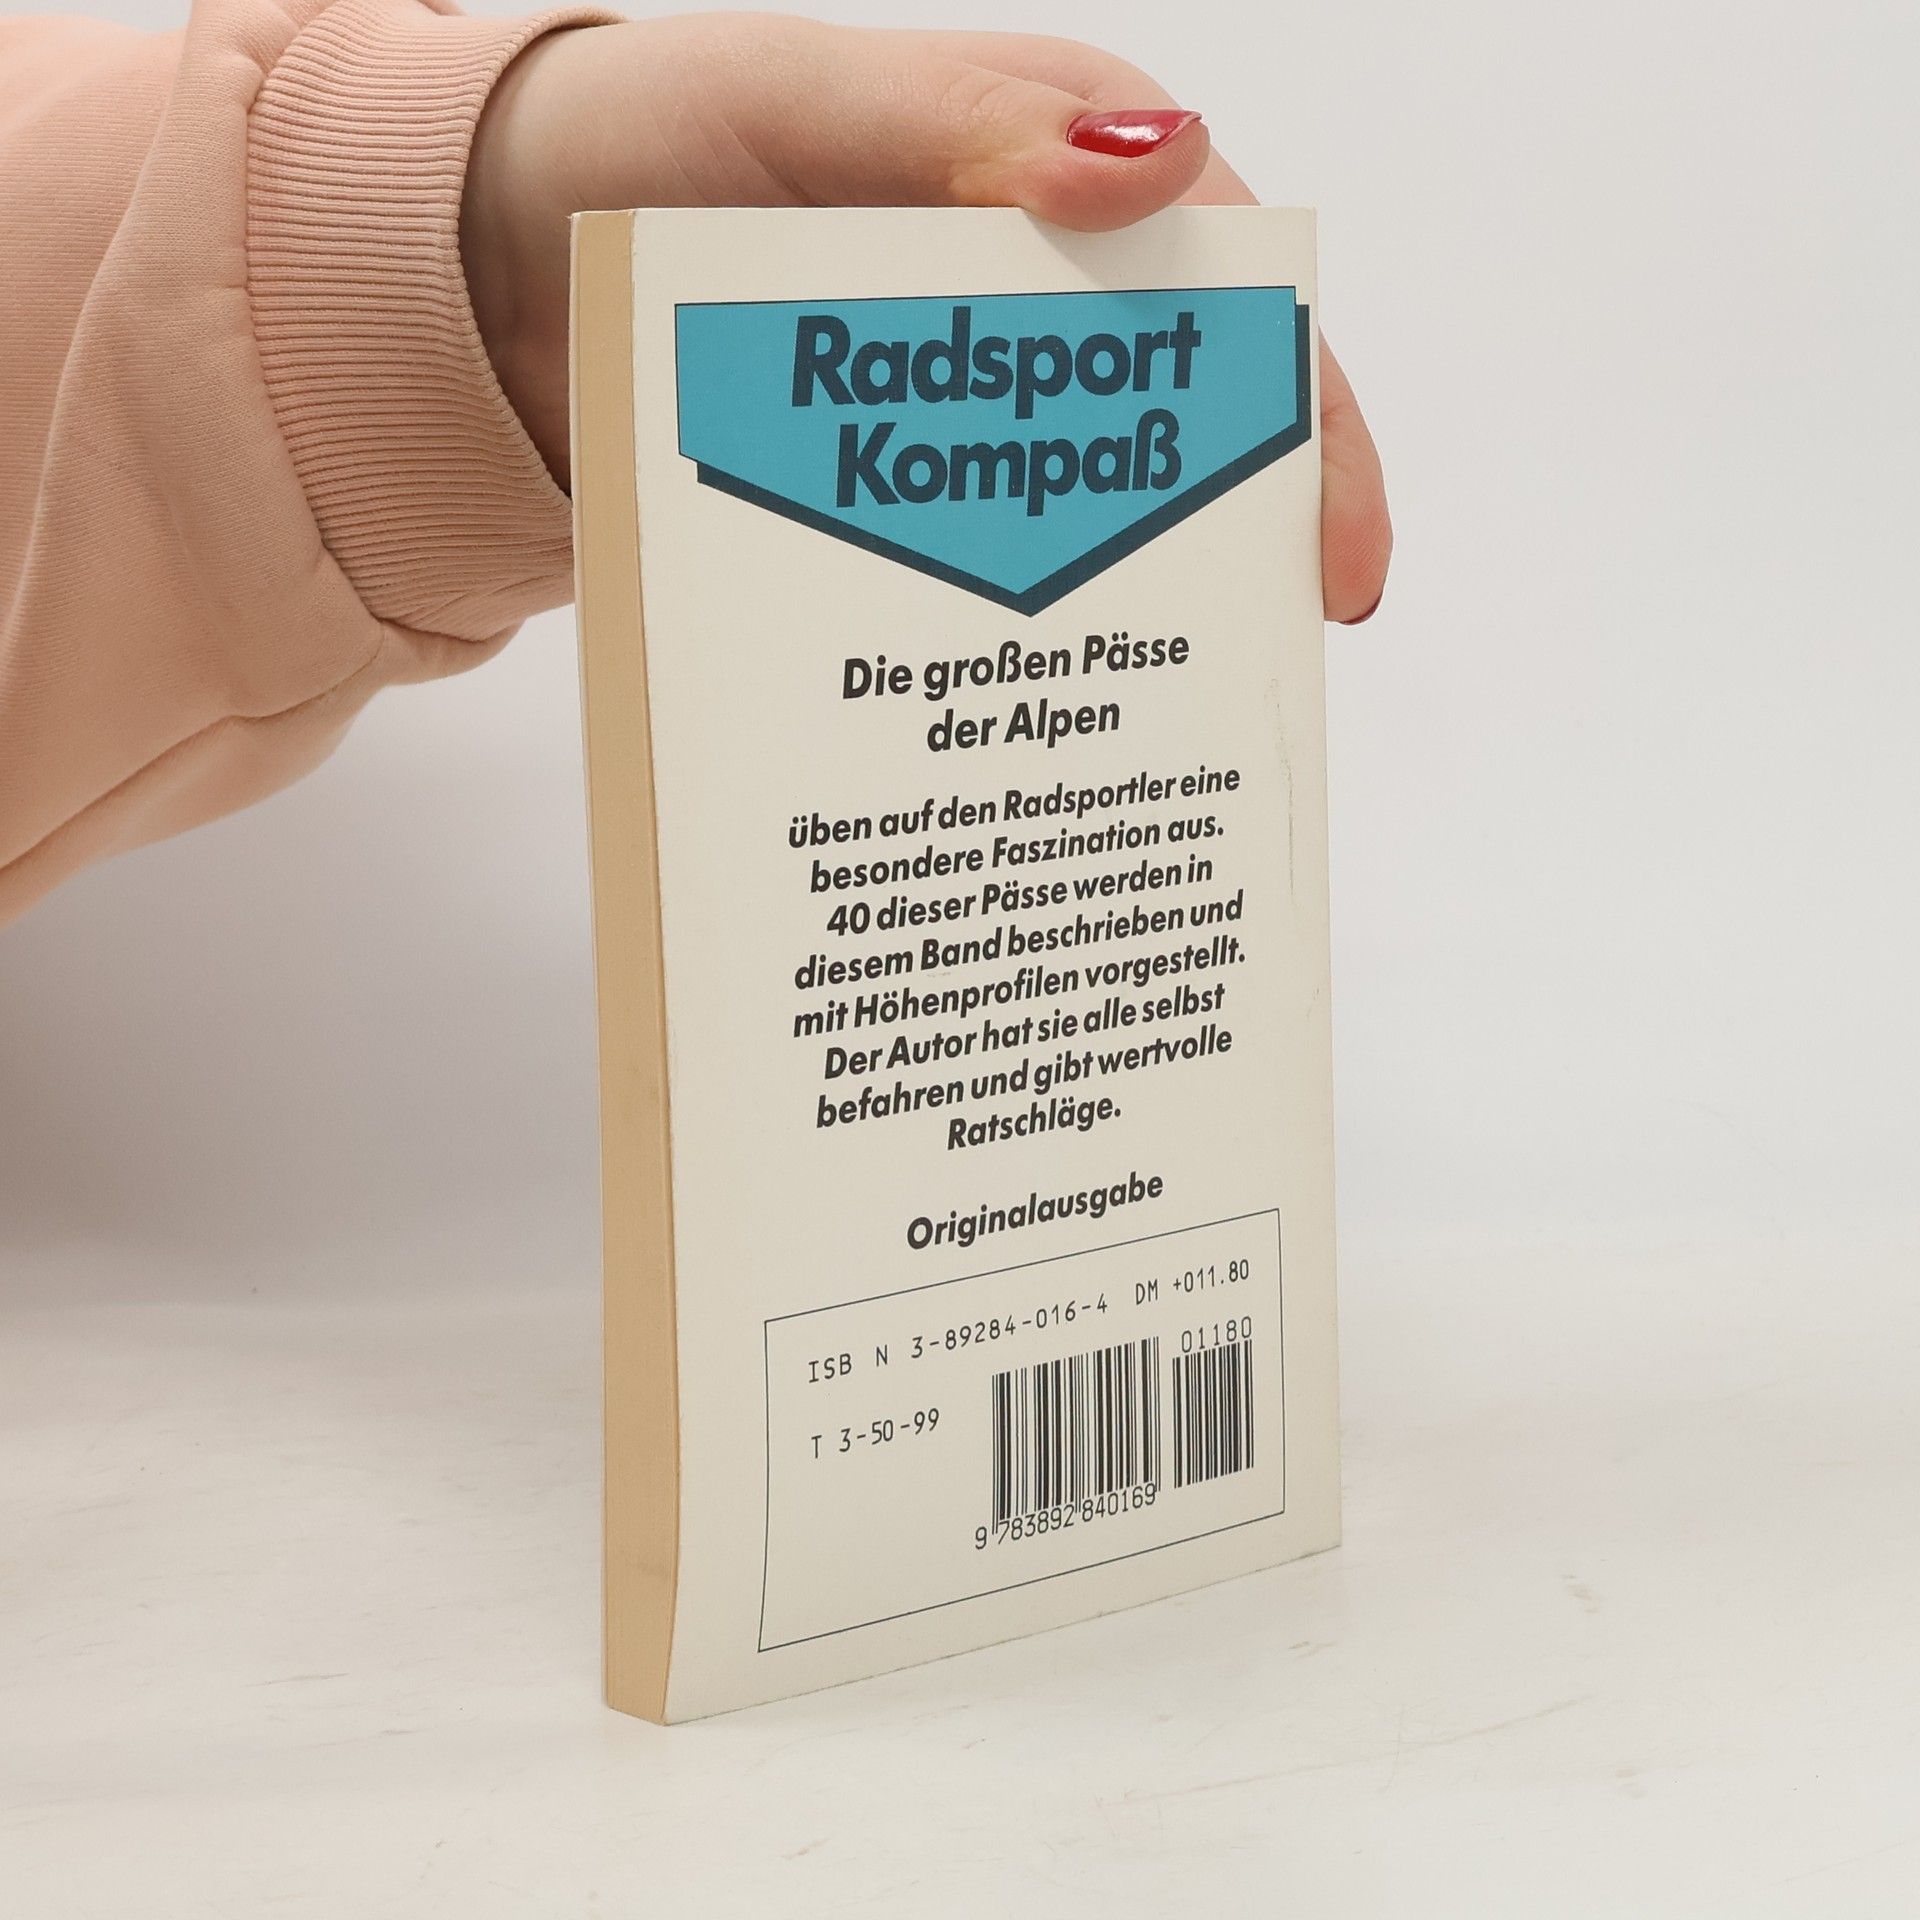 Radsport
Kompaß
Die großen Pässe
der Alpen
üben auf den Radsportler eine
besondere Faszination aus.
40 dieser Pässe werden in
diesem Band beschrieben und
mit Höhenprofilen vorgestellt.
Der Autor hat sie alle selbst
befahren und gibt wertvolle
Ratschläge.
Originalausgabe
ISB N 3-89284-016-4 DM +011.80
01180
T 3-50-99
9 783892 840169